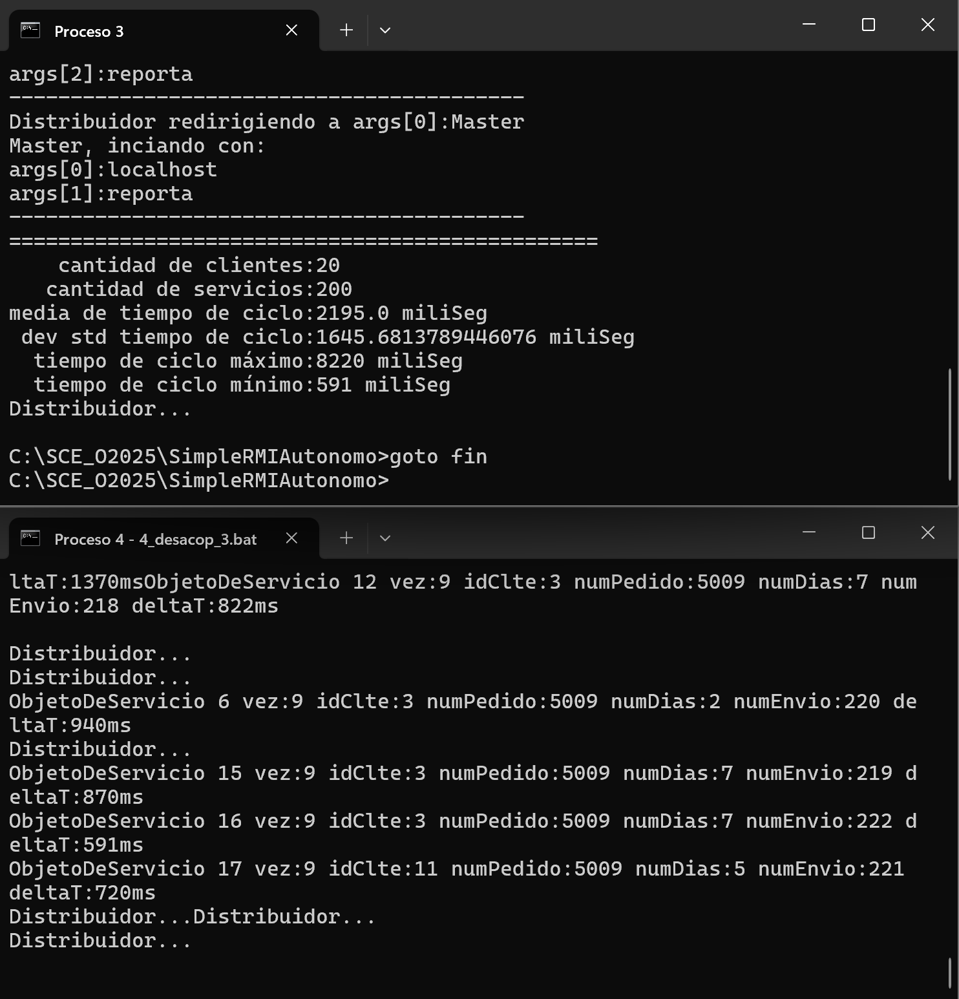 Proceso 3
args[2]:reporta
------------------------------------------
Distribuidor redirigiendo a args[0]:Master
Master, inciando con:
args[0]:localhost
args[1]:reporta
------------------------------------------
================================================
    cantidad de clientes:20
   cantidad de servicios:200
media de tiempo de ciclo:2195.0 miliSeg
 dev std tiempo de ciclo:1645.6813789446076 miliSeg
  tiempo de ciclo máximo:8220 miliSeg
  tiempo de ciclo mínimo:591 miliSeg
Distribuidor...
C:\SCE_O2025\SimpleRMIAutonomo>goto fin
C:\SCE_O2025\SimpleRMIAutonomo>
Proceso 4 - 4_desacop_3.bat
ltaT:1370msObjetoDeServicio 12 vez:9 idClte:3 numPedido:5009 numDias:7 num
Envio:218 deltaT:822ms
Distribuidor...
Distribuidor...
ObjetoDeServicio 6 vez:9 idClte:3 numPedido:5009 numDias:2 numEnvio:220 de
ltaT:940ms
Distribuidor...
ObjetoDeServicio 15 vez:9 idClte:3 numPedido:5009 numDias:7 numEnvio:219 d
eltaT:870ms
ObjetoDeServicio 16 vez:9 idClte:3 numPedido:5009 numDias:7 numEnvio:222 d
eltaT:591ms
ObjetoDeServicio 17 vez:9 idClte:11 numPedido:5009 numDias:5 numEnvio:221
deltaT:720ms
Distribuidor...Distribuidor...
Distribuidor...